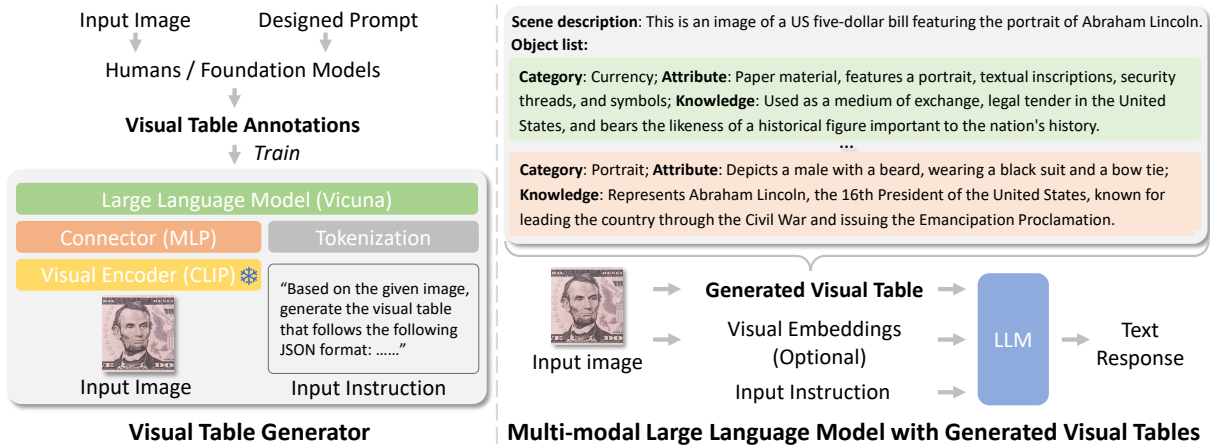 Input Image
Designed Prompt
Humans / Foundation Models
Visual Table Annotations
Train
Large Language Model (Vicuna)
Connector (MLP)
Tokenization
Visual Encoder (CLIP)
“Based on the given image,
generate the visual table
that follows the following
JSON format: ……”
Input Image
Input Instruction
Visual Table Generator
Scene description: This is an image of a US five-dollar bill featuring the portrait of Abraham Lincoln.
Object list:
Category: Currency; Attribute: Paper material, features a portrait, textual inscriptions, security
threads, and symbols; Knowledge: Used as a medium of exchange, legal tender in the United
States, and bears the likeness of a historical figure important to the nation's history.
...
Category: Portrait; Attribute: Depicts a male with a beard, wearing a black suit and a bow tie;
Knowledge: Represents Abraham Lincoln, the 16th President of the United States, known for
leading the country through the Civil War and issuing the Emancipation Proclamation.
Input image
Generated Visual Table
Visual Embeddings
(Optional)
Input Instruction
LLM
Text
Response
Multi-modal Large Language Model with Generated Visual Tables